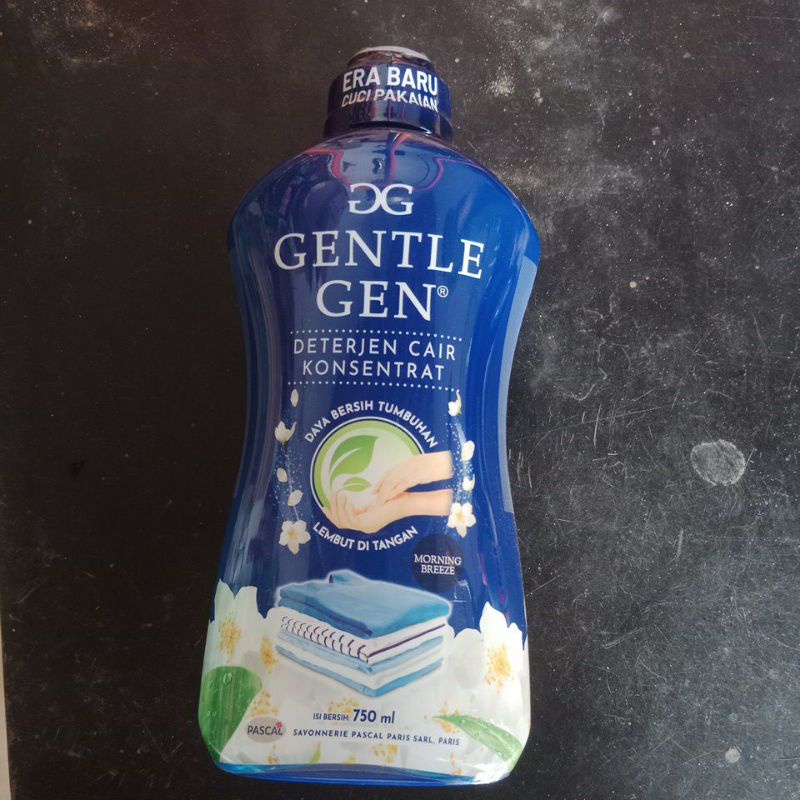 ERA BARU
CUCI PAKAIAN
GG
GENTLE
GEN®
DETERJEN CAIR
KONSENTRAT
DAYA BERSIH TUMBUHAN
LEMBUT DI TANGAN
MORNING
BREEZE
ISI BERSIH: 750 ml
PASCAL
SAVONNERIE PASCAL PARIS SARL, PARIS